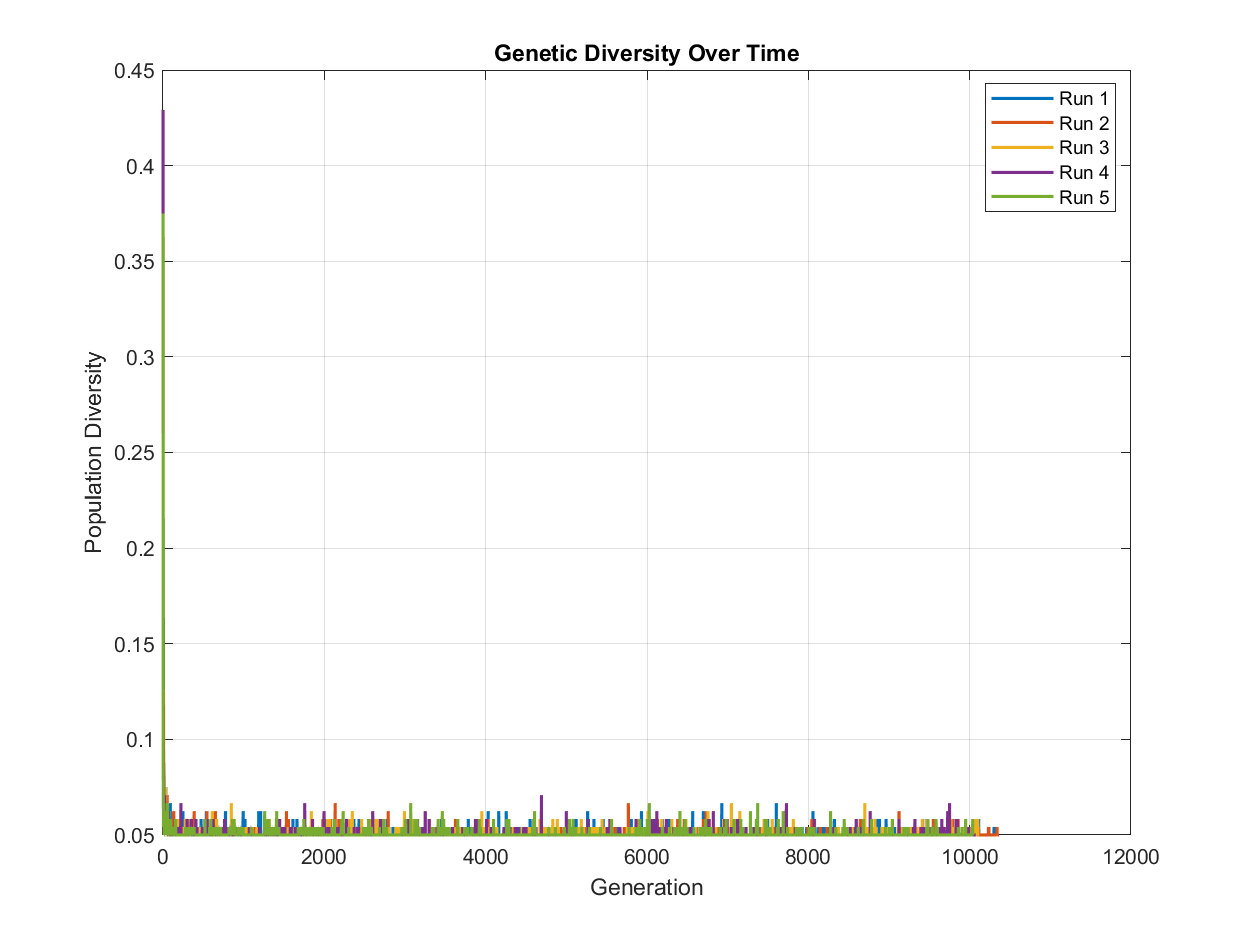 Genetic Diversity Over Time
0.45
0.4
0.35
0.3
0.25
0.2
0.15
0.1
0.05
Population Diversity
0 2000 4000 6000 8000 10000 12000
Generation
Run 1
Run 2
Run 3
Run 4
Run 5